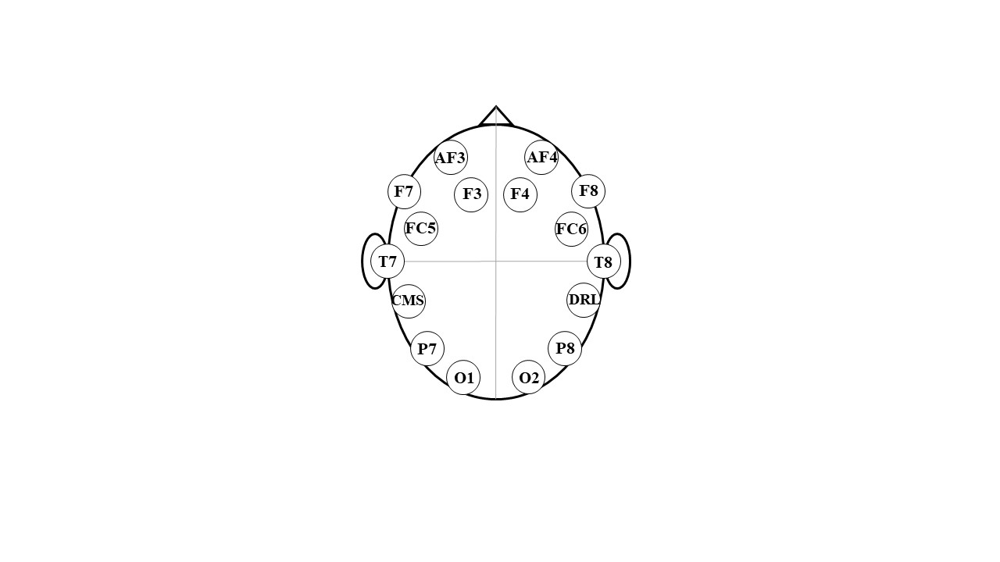 AF3 AF4
F7 F3 F4 F8
FC5 FC6
T7 T8
CMS DRL
P7 P8
O1 O2